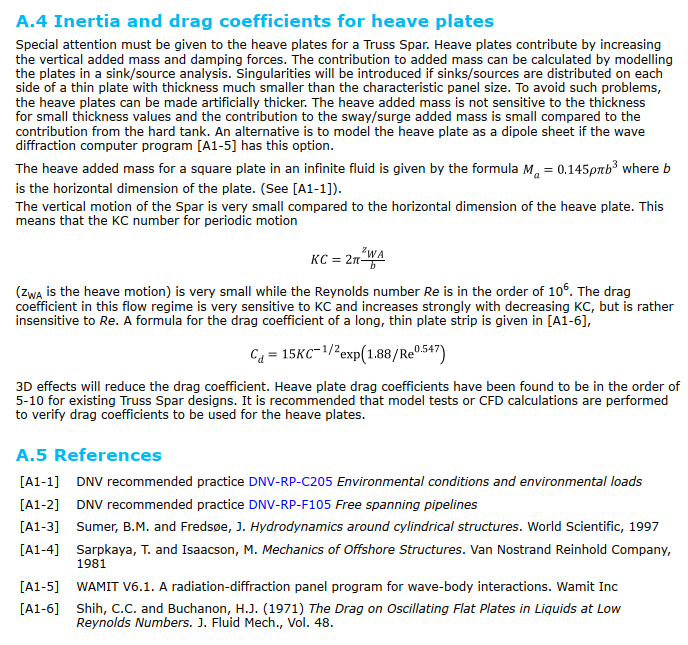 A.4 Inertia and drag coefficients for heave plates
Special attention must be given to the heave plates for a Truss Spar. Heave plates contribute by increasing
the vertical added mass and damping forces. The contribution to added mass can be calculated by modelling
the plates in a sink/source analysis. Singularities will be introduced if sinks/sources are distributed on each
side of a thin plate with thickness much smaller than the characteristic panel size. To avoid such problems,
the heave plates can be made artificially thicker. The heave added mass is not sensitive to the thickness
for small thickness values and the contribution to the sway/surge added mass is small compared to the
contribution from the hard tank. An alternative is to model the heave plate as a dipole sheet if the wave
diffraction computer program [A1-5] has this option.
The heave added mass for a square plate in an infinite fluid is given by the formula Mₐ = 0.145ρπb³ where b
is the horizontal dimension of the plate. (See [A1-1]).
The vertical motion of the Spar is very small compared to the horizontal dimension of the heave plate. This
means that the KC number for periodic motion
KC = 2π z_WA/b
(z_WA is the heave motion) is very small while the Reynolds number Re is in the order of 10⁶. The drag
coefficient in this flow regime is very sensitive to KC and increases strongly with decreasing KC, but is rather
insensitive to Re. A formula for the drag coefficient of a long, thin plate strip is given in [A1-6],
C_d = 15KC^-1/2 exp(1.88/Re^0.547)
3D effects will reduce the drag coefficient. Heave plate drag coefficients have been found to be in the order of
5-10 for existing Truss Spar designs. It is recommended that model tests or CFD calculations are performed
to verify drag coefficients to be used for the heave plates.
A.5 References
[A1-1] DNV recommended practice DNV-RP-C205 Environmental conditions and environmental loads
[A1-2] DNV recommended practice DNV-RP-F105 Free spanning pipelines
[A1-3] Sumer, B.M. and Fredsøe, J. Hydrodynamics around cylindrical structures. World Scientific, 1997
[A1-4] Sarpkaya, T. and Isaacson, M. Mechanics of Offshore Structures. Van Nostrand Reinhold Company,
1981
[A1-5] WAMIT V6.1. A radiation-diffraction panel program for wave-body interactions. Wamit Inc
[A1-6] Shih, C.C. and Buchanon, H.J. (1971) The Drag on Oscillating Flat Plates in Liquids at Low
Reynolds Numbers. J. Fluid Mech., Vol. 48.